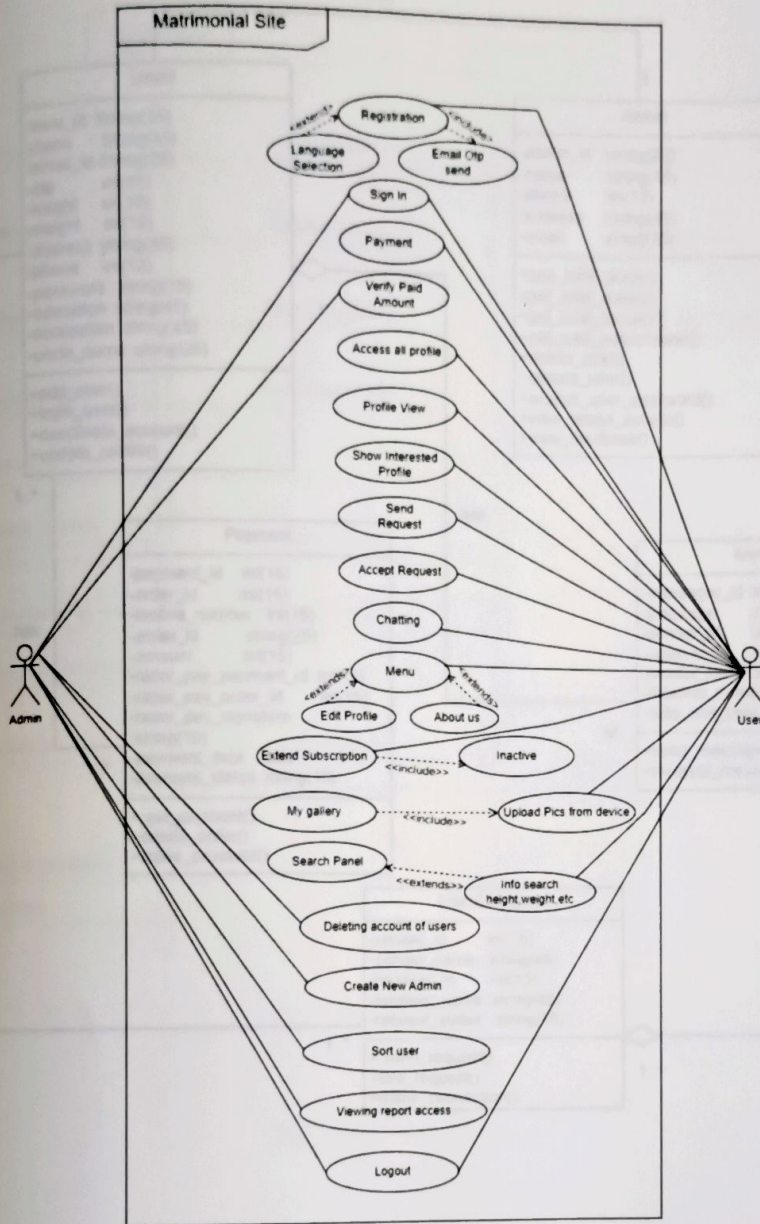 Matrimonial Site
Registration
<extend>
<include>
Language
Selection
Email Otp
send
Sign In
Payment
Verify Paid
Amount
Access all profile
Profile View
Show Interested
Profile
Send
Request
Accept Request
Chatting
Menu
<extends>
<extends>
Edit Profile
About us
Admin
User
Extend Subscription
<<include>>
Inactive
My gallery
<<include>>
Upload Pics from device
Search Panel
<<extends>>
Info search
height,weight,etc
Deleting account of users
Create New Admin
Sort user
Viewing report access
Logout